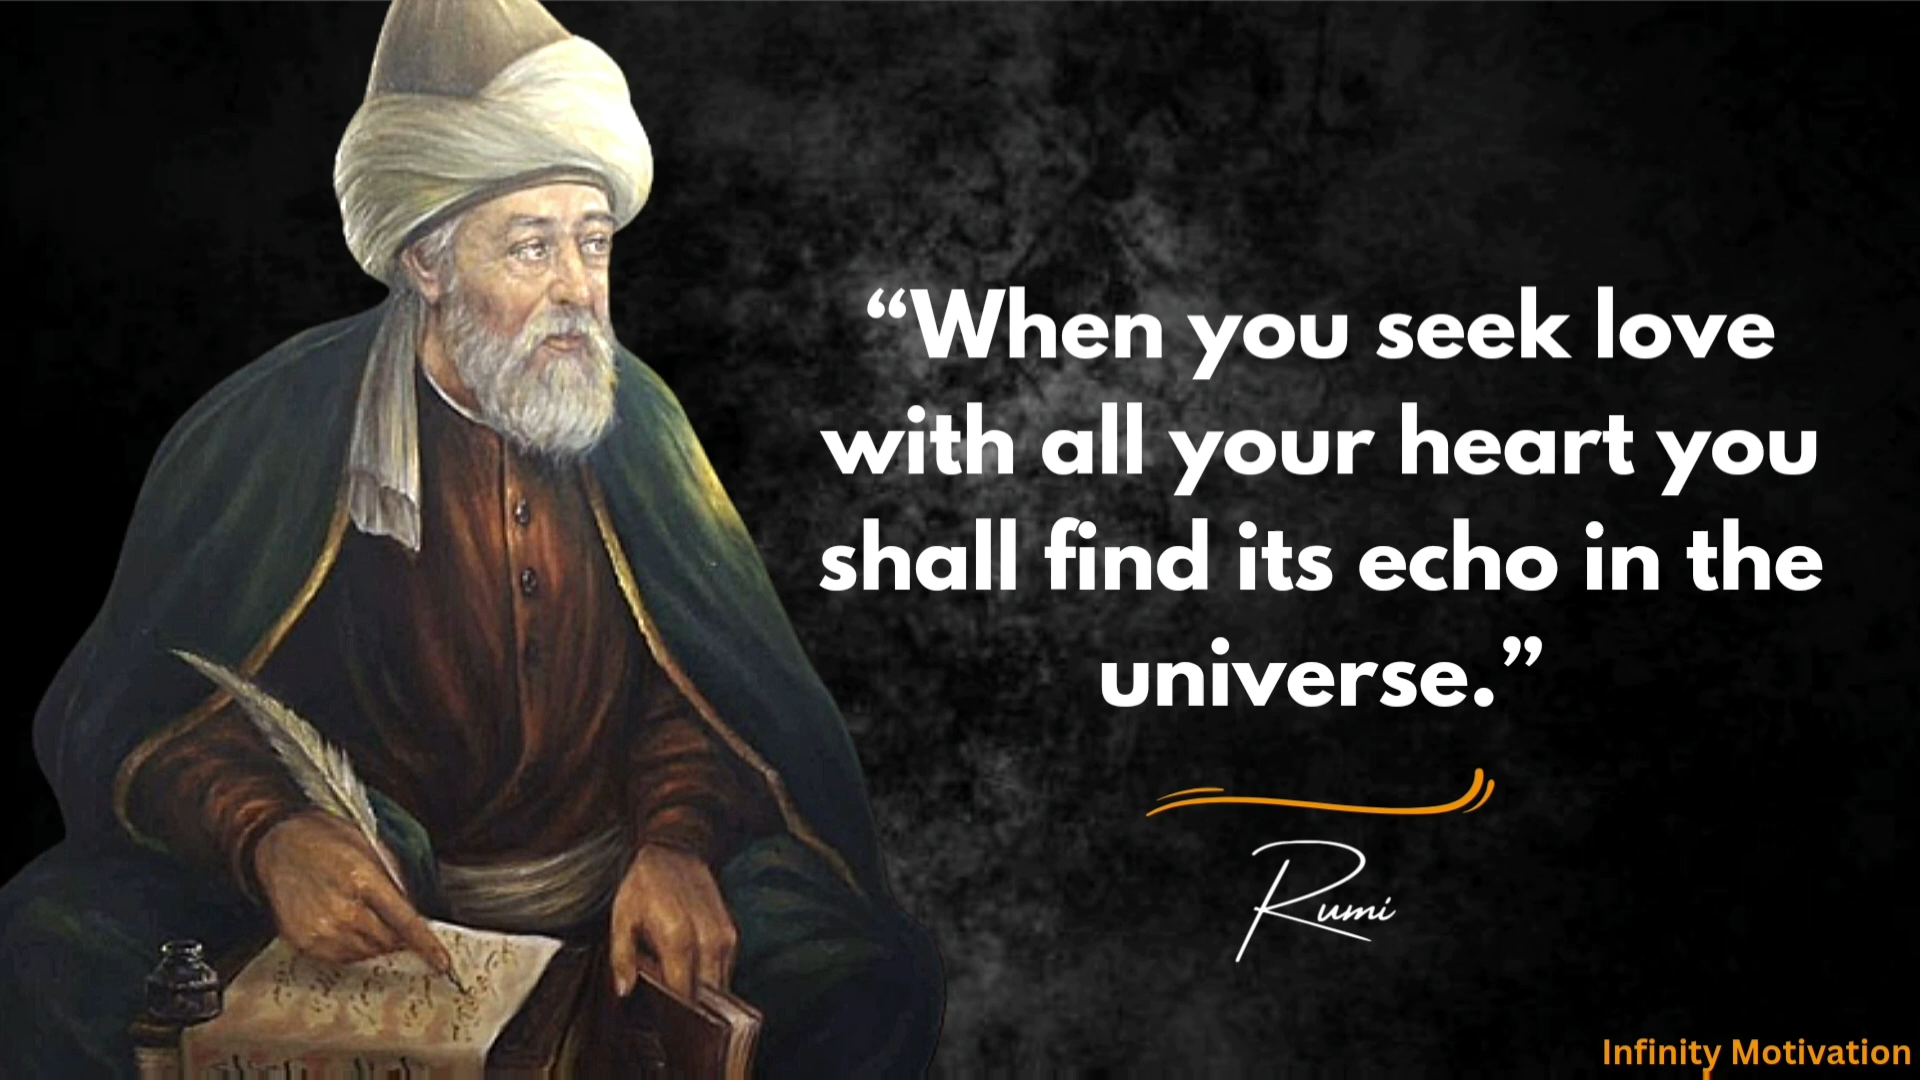 “When you seek love
with all your heart you
shall find its echo in the
universe.”
Rumi
Infinity Motivation